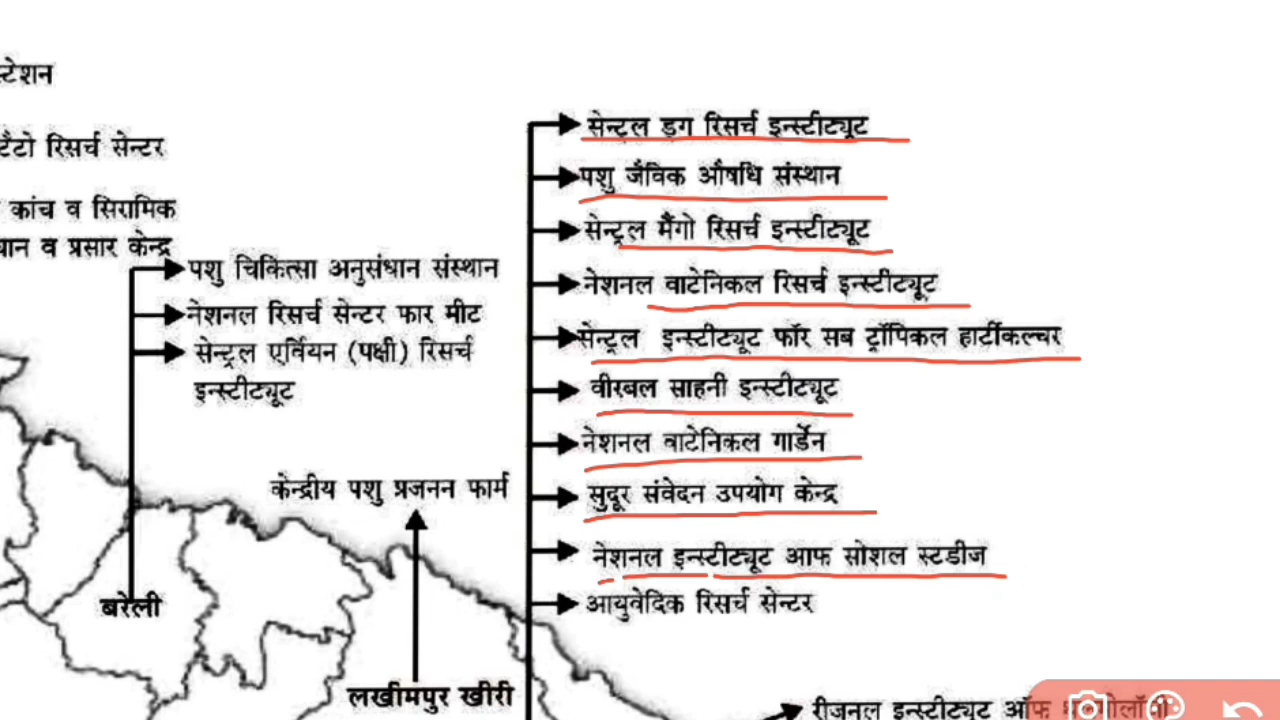 टेशन
रिसर्च सेन्टर
कांच व सिरामिक
व प्रसार केन्द्र
पशु चिकित्सा अनुसंधान संस्थान
नेशनल रिसर्च सेन्टर फार मीट
सेन्ट्रल एवियन (पक्षी) रिसर्च
इन्स्टीट्यूट
बरेली
केन्द्रीय पशु प्रजनन फार्म
लखीमपुर खीरी
सेन्ट्रल ड्रग रिसर्च इन्स्टीट्यूट
पशु जैविक औषधि संस्थान
सेन्ट्रल मैंगो रिसर्च इन्स्टीट्यूट
नेशनल वाटेनिकल रिसर्च इन्स्टीट्यूट
सेन्ट्रल इन्स्टीट्यूट फॉर सब ट्रॉपिकल हार्टीकल्चर
वीरबल साहनी इन्स्टीट्यूट
नेशनल वाटेनिकल गार्डेन
सुदूर संवेदन उपयोग केन्द्र
नेशनल इन्स्टीट्यूट आफ सोशल स्टडीज
आयुवेदिक रिसर्च सेन्टर
रीजनल इन्स्टीट्यूट ऑफ